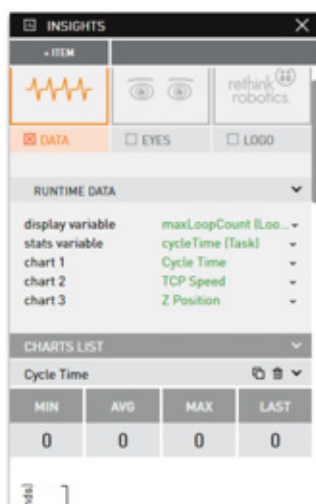 INSIGHTS
+ ITEM
rethink
robotics
DATA
EYES
LOGO
RUNTIME DATA
display variable maxLoopCount (Loo...
stats variable cycleTime (Task)
chart 1 Cycle Time
chart 2 TCP Speed
chart 3 Z Position
CHARTS LIST
Cycle Time
MIN AVG MAX LAST
0 0 0 0